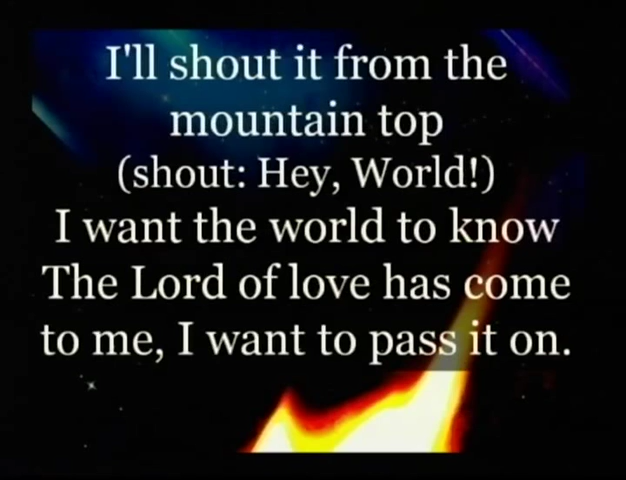 I'll shout it from the
mountain top
(shout: Hey, World!)
I want the world to know
The Lord of love has come
to me, I want to pass it on.